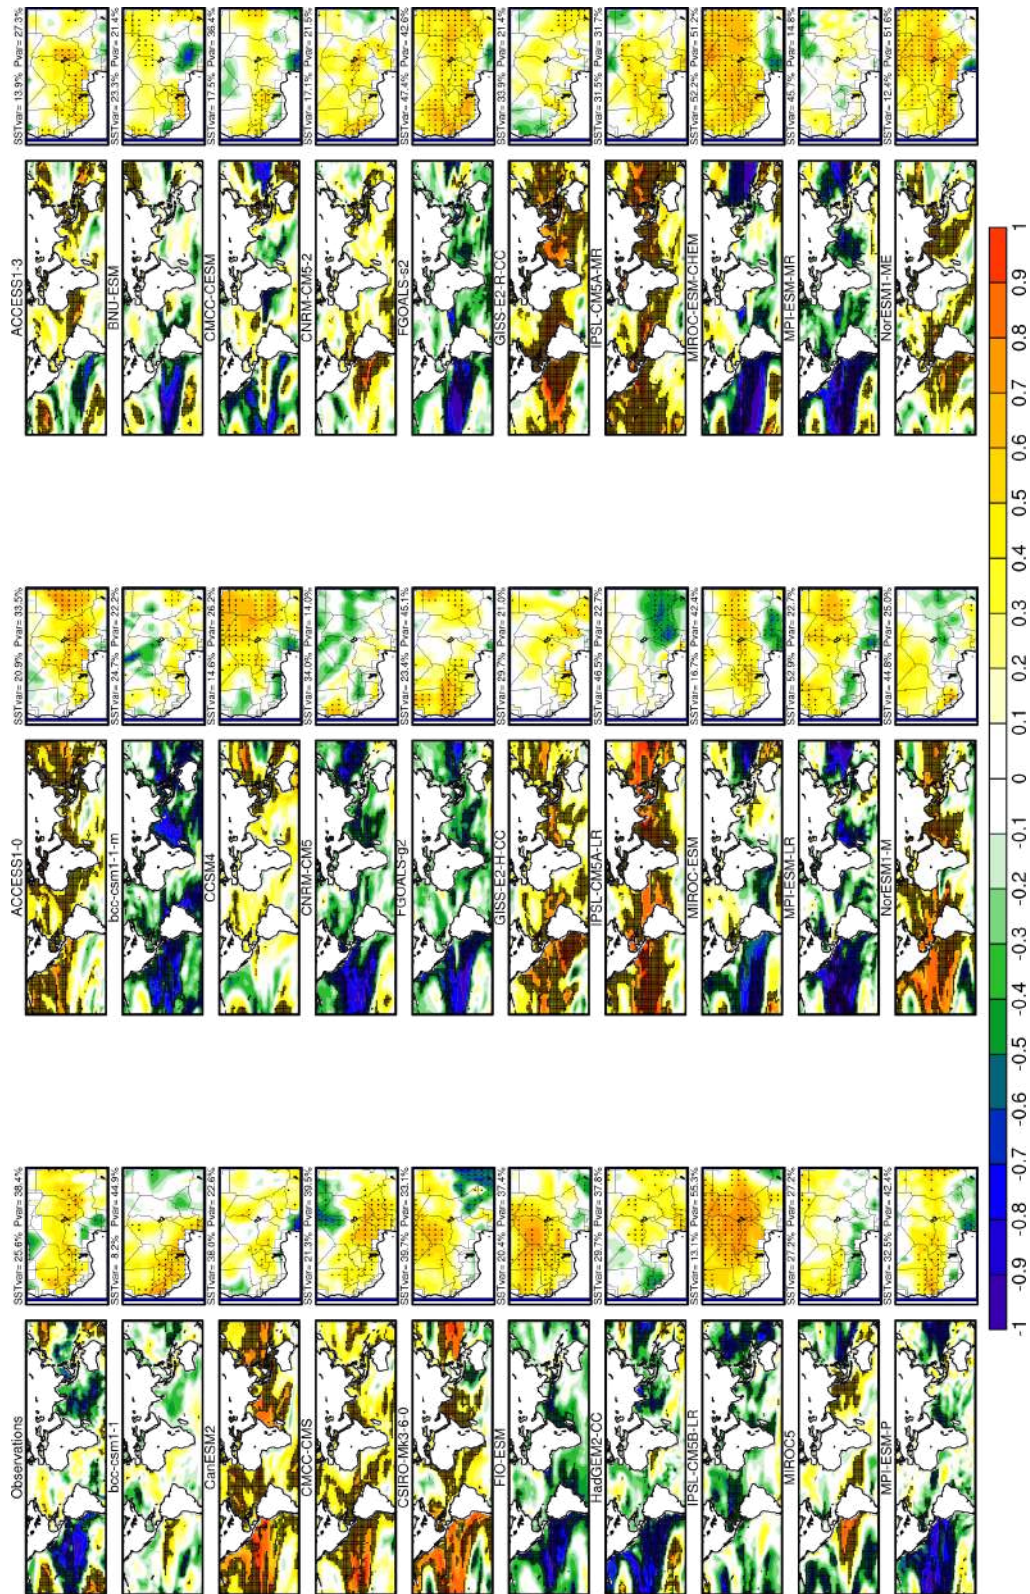 Observations
SSTvar= 25.6% Pvar= 38.4%
ACCESS1-0
SSTvar= 20.9% Pvar= 33.5%
ACCESS1-3
SSTvar= 13.9% Pvar= 27.3%
bcc-csm1-1
SSTvar= 8.2% Pvar= 44.9%
bcc-csm1-1-m
SSTvar= 24.7% Pvar= 22.2%
BNU-ESM
SSTvar= 23.3% Pvar= 21.4%
CanESM2
SSTvar= 38.0% Pvar= 22.6%
CCSM4
SSTvar= 14.6% Pvar= 26.2%
CMCC-CESM
SSTvar= 17.5% Pvar= 36.4%
CMCC-CMS
SSTvar= 21.3% Pvar= 39.5%
CNRM-CM5
SSTvar= 34.0% Pvar= 14.0%
CNRM-CM5-2
SSTvar= 17.1% Pvar= 21.5%
CSIRO-Mk3-6-0
SSTvar= 39.7% Pvar= 33.1%
FGOALS-g2
SSTvar= 23.4% Pvar= 45.1%
FGOALS-s2
SSTvar= 47.4% Pvar= 42.6%
FIO-ESM
SSTvar= 20.4% Pvar= 37.4%
GISS-E2-H-CC
SSTvar= 29.7% Pvar= 21.0%
GISS-E2-R-CC
SSTvar= 33.9% Pvar= 21.4%
HadGEM2-CC
SSTvar= 29.7% Pvar= 37.8%
IPSL-CM5A-LR
SSTvar= 46.5% Pvar= 22.7%
IPSL-CM5A-MR
SSTvar= 31.5% Pvar= 31.7%
IPSL-CM5B-LR
SSTvar= 13.1% Pvar= 55.3%
MIROC-ESM
SSTvar= 16.7% Pvar= 42.4%
MIROC-ESM-CHEM
SSTvar= 52.2% Pvar= 51.2%
MIROC5
SSTvar= 27.2% Pvar= 27.2%
MPI-ESM-LR
SSTvar= 52.9% Pvar= 22.7%
MPI-ESM-MR
SSTvar= 45.7% Pvar= 14.8%
MPI-ESM-P
SSTvar= 32.5% Pvar= 42.4%
NorESM1-M
SSTvar= 44.8% Pvar= 25.0%
NorESM1-ME
SSTvar= 12.4% Pvar= 51.6%
-1 -0.9 -0.8 -0.7 -0.6 -0.5 -0.4 -0.3 -0.2 -0.1 0 0.1 0.2 0.3 0.4 0.5 0.6 0.7 0.8 0.9 1